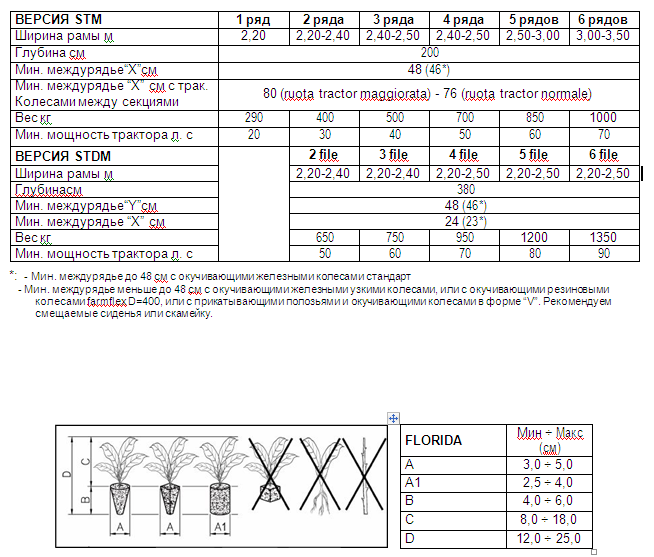 ВЕРСИЯ STM 1 ряд 2 ряда 3 ряда 4 ряда 5 рядов 6 рядов
Ширина рамы м 2,20 2,20-2,40 2,40-2,50 2,40-2,50 2,50-3,00 3,00-3,50
Глубина см 200
Мин. междурядье“X”см 48 (46*)
Мин. междурядье “X” см с трак.
Колесами между секциями 80 (ruota tractor maggiorata) - 76 (ruota tractor normale)
Вес кг 290 400 500 700 850 1000
Мин. мощность трактора л. с 20 30 40 50 60 70
ВЕРСИЯ STDM 2 file 3 file 4 file 5 file 6 file
Ширина рамы м 2,20-2,40 2,20-2,40 2,20-2,50 2,20-2,50 2,20-2,50
Глубинасм 380
Мин. междурядье“Y”см 48 (46*)
Мин. междурядье “X” см 24 (23*)
Вес кг 650 750 950 1200 1350
Мин. мощность трактора л. с 50 60 70 80 90
*: - Мин. междурядье до 48 см с окучивающими железными колесами стандарт
- Мин. междурядье меньше до 48 см с окучивающими железными узкими колесами, или с окучивающими резиновыми
колесами farmflex D=400, или с прикатывающими полозьями и окучивающими колесами в форме “V”. Рекомендуем
смещаемые сиденья или скамейку.
D C B A A A1
FLORIDA Мин ÷ Макс
(см)
A 3,0 ÷ 5,0
A1 2,5 ÷ 4,0
B 4,0 ÷ 6,0
C 8,0 ÷ 18,0
D 12,0 ÷ 25,0